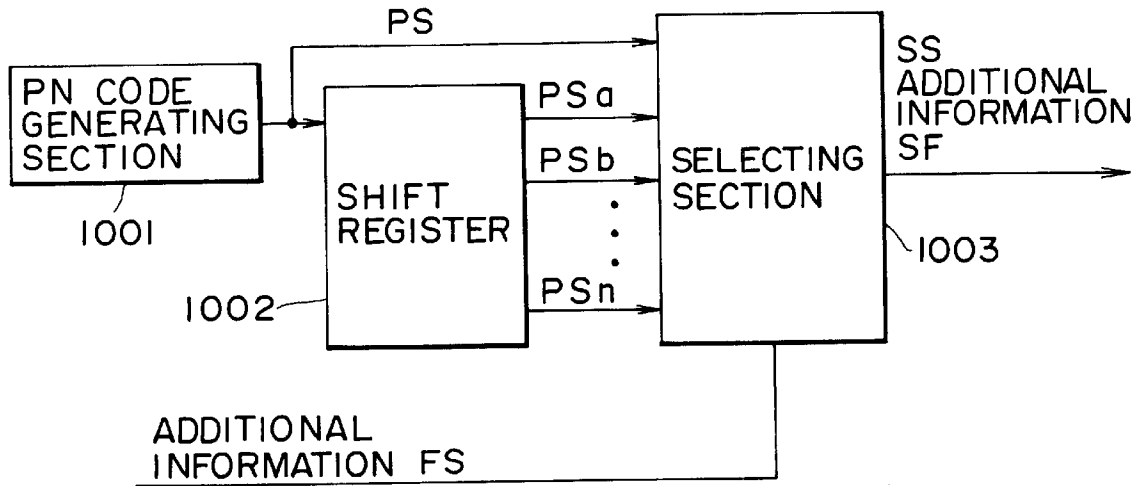 PS
PN CODE
GENERATING
SECTION
1001
SHIFT
REGISTER
1002
PSa
PSb
PSn
SELECTING
SECTION
1003
SS
ADDITIONAL
INFORMATION
SF
ADDITIONAL
INFORMATION FS